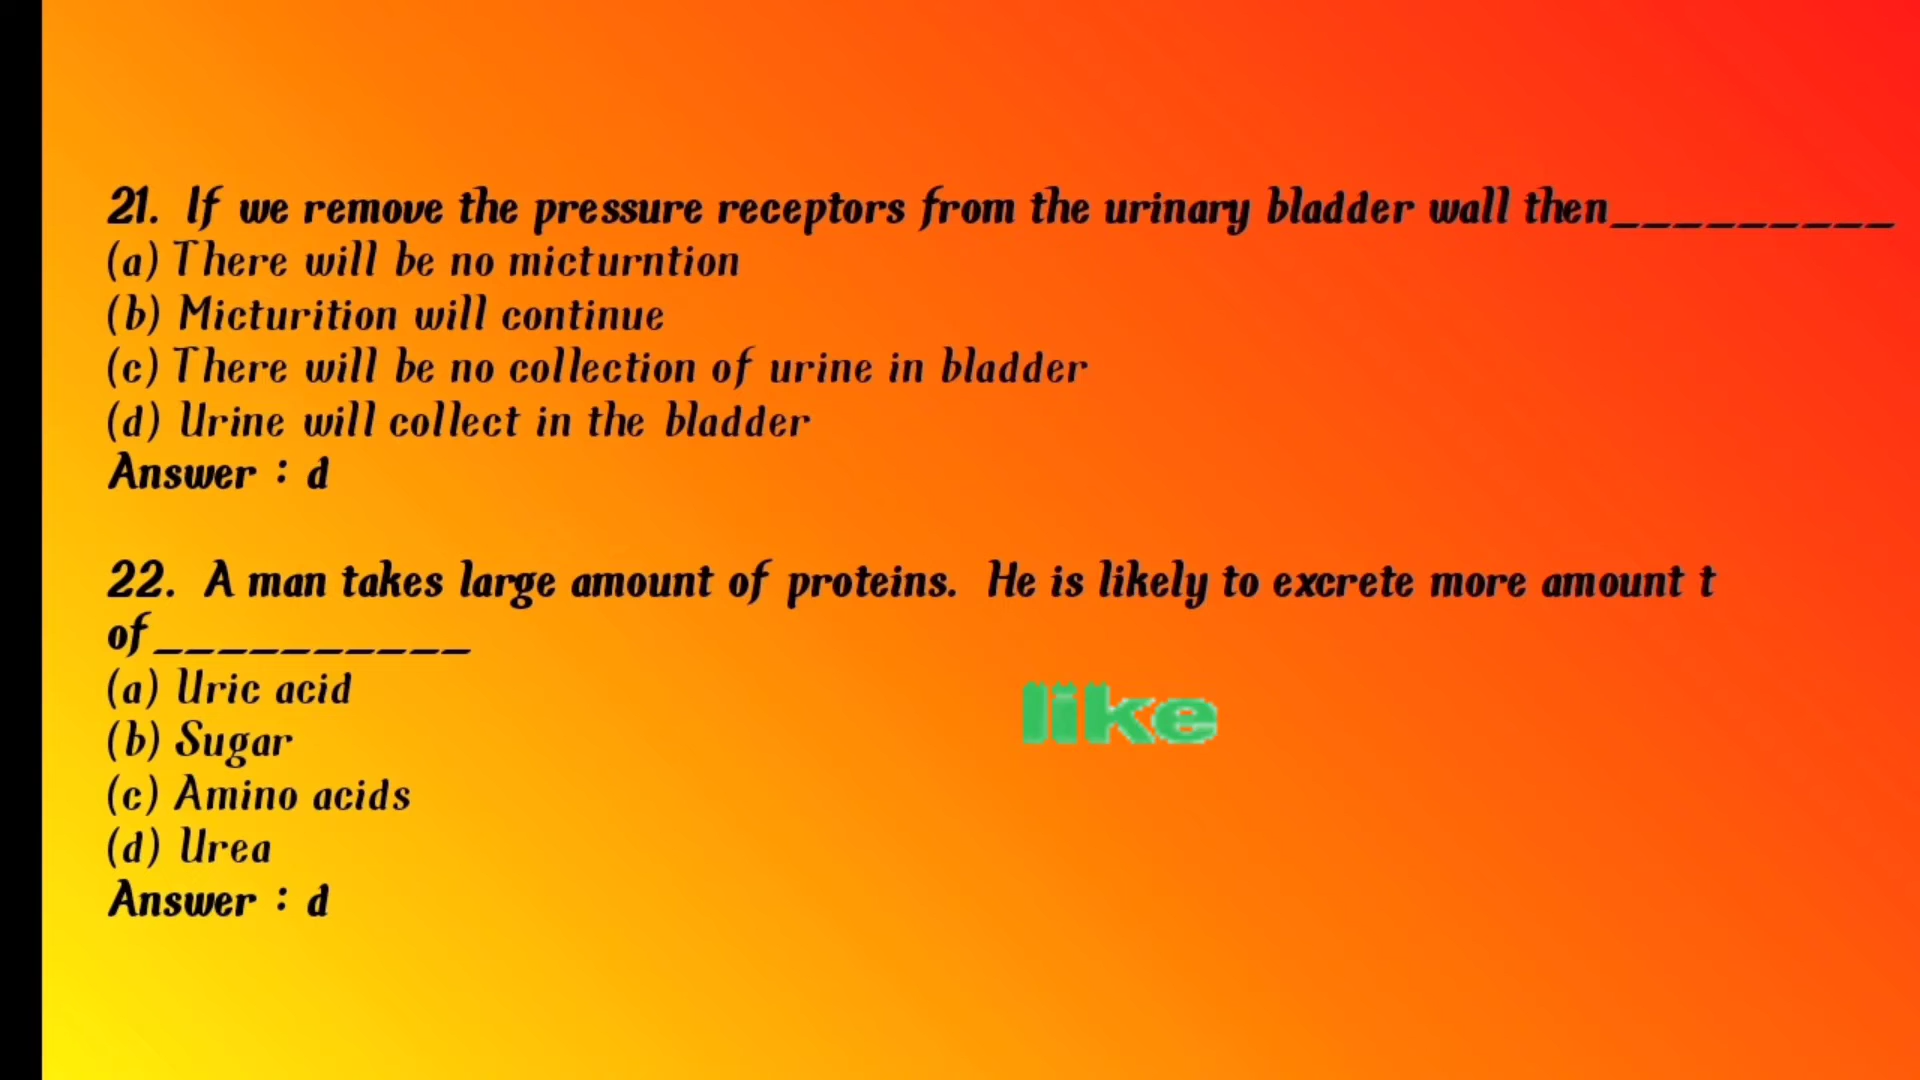 21. If we remove the pressure receptors from the urinary bladder wall then_________
(a) There will be no micturntion
(b) Micturition will continue
(c) There will be no collection of urine in bladder
(d) Urine will collect in the bladder
Answer : d
22. A man takes large amount of proteins. He is likely to excrete more amount t
of__________
(a) Uric acid
(b) Sugar
(c) Amino acids
(d) Urea
Answer : d
like